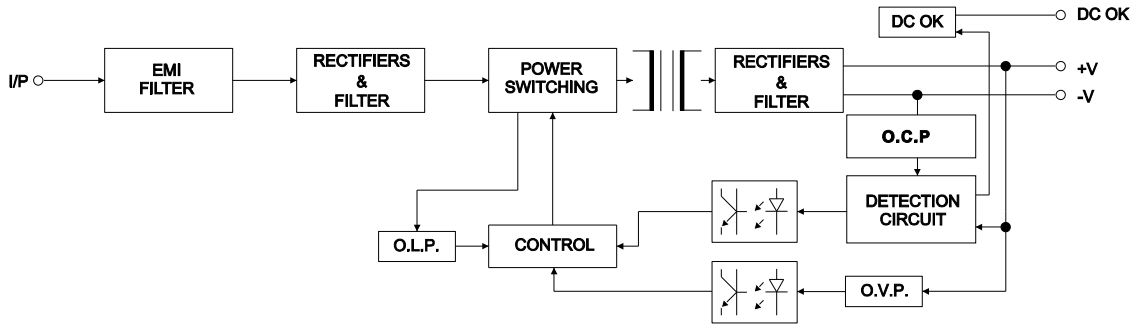 DC OK
DC OK
I/P
EMI
FILTER
RECTIFIERS
&
FILTER
POWER
SWITCHING
RECTIFIERS
&
FILTER
+V
-V
O.C.P
DETECTION
CIRCUIT
O.L.P.
CONTROL
O.V.P.